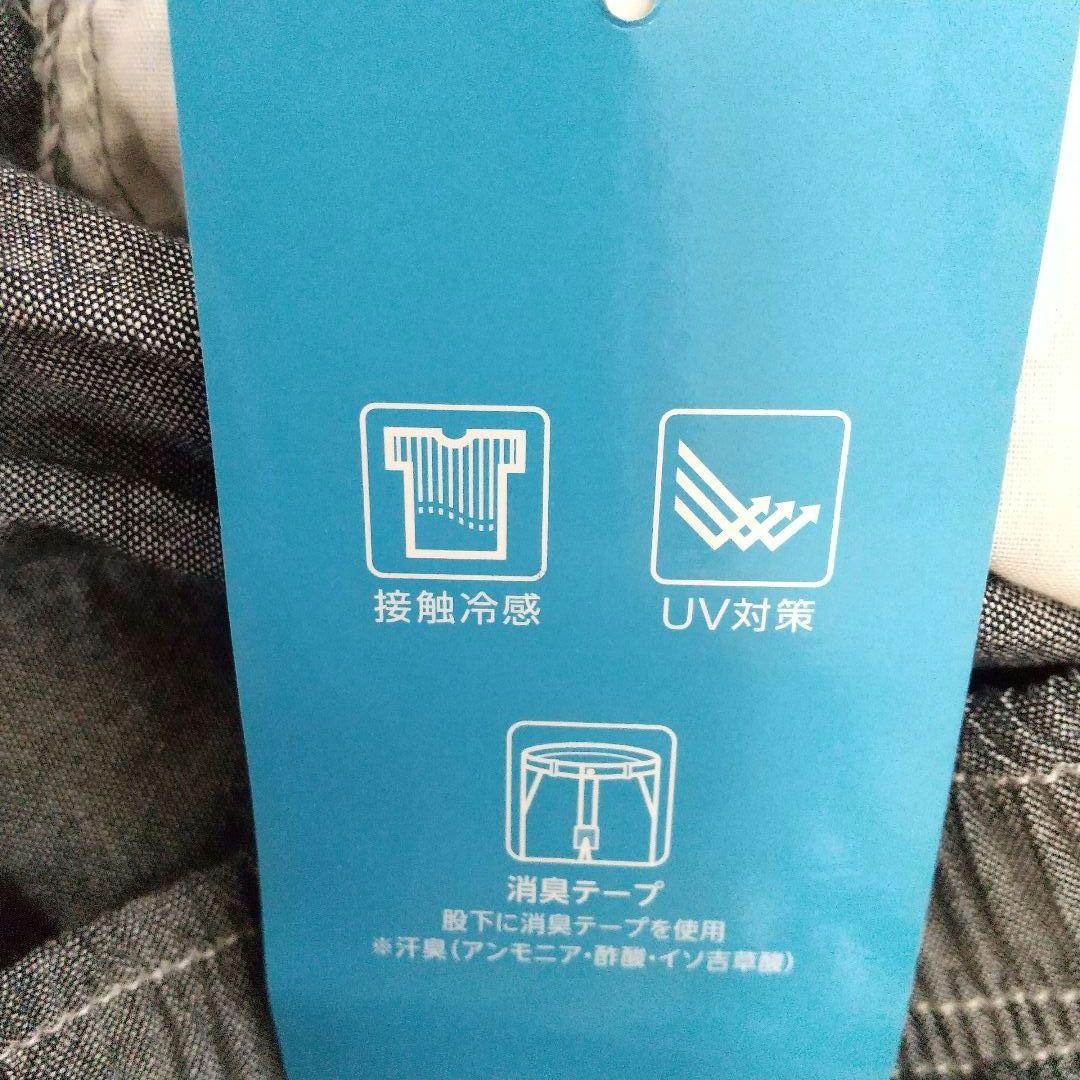 接触冷感
UV対策
消臭テープ
股下に消臭テープを使用
※汗臭(アンモニア・酢酸・イソ吉草酸)